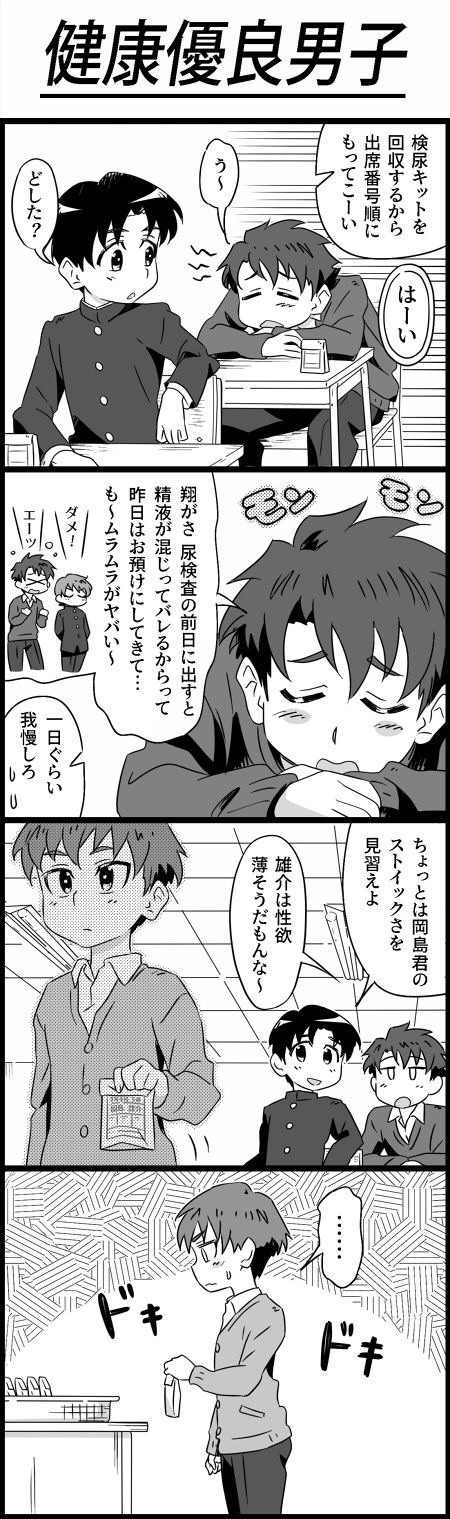 健康優良男子
検尿キットを
回収するから
出席番号順に
もってこーい
はーい
う〜
どした?
モン
モン
翔がさ 尿検査の前日に出すと
精液が混じってバレるからって
昨日はお預けにしてきて…
も〜ムラムラがヤバい〜
ダメ!
エーッ
一日ぐらい
我慢しろ
ちょっとは岡島君の
ストイックさを
見習えよ
雄介は性欲
薄そうだもんな〜
岡島 雄介
……
ドキ
ドキ